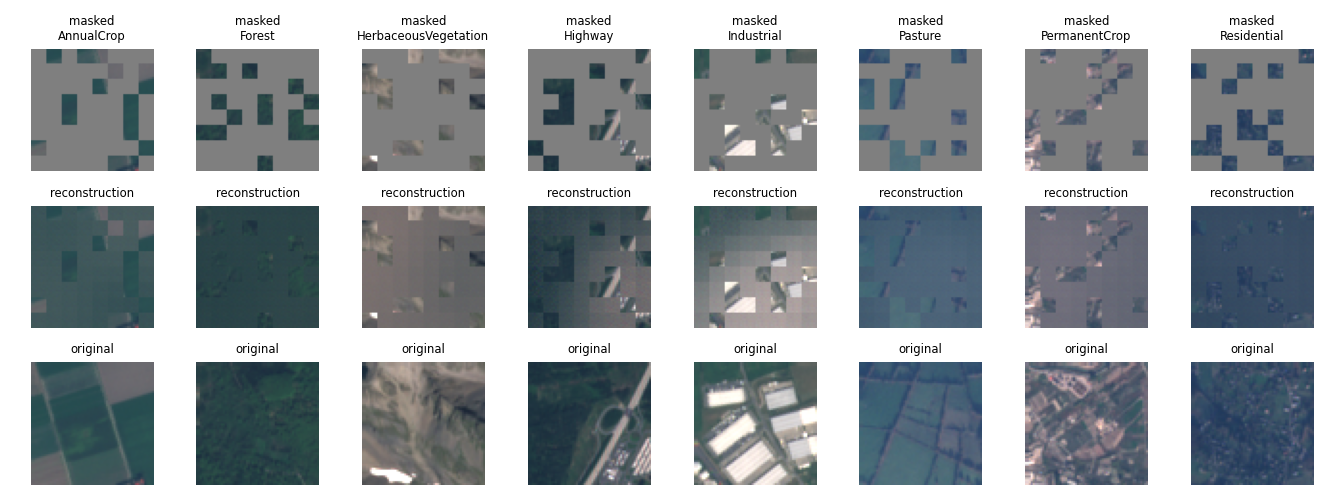 masked masked masked masked masked masked masked masked
AnnualCrop Forest HerbaceousVegetation Highway Industrial Pasture PermanentCrop Residential
reconstruction reconstruction reconstruction reconstruction reconstruction reconstruction reconstruction reconstruction
original original original original original original original original